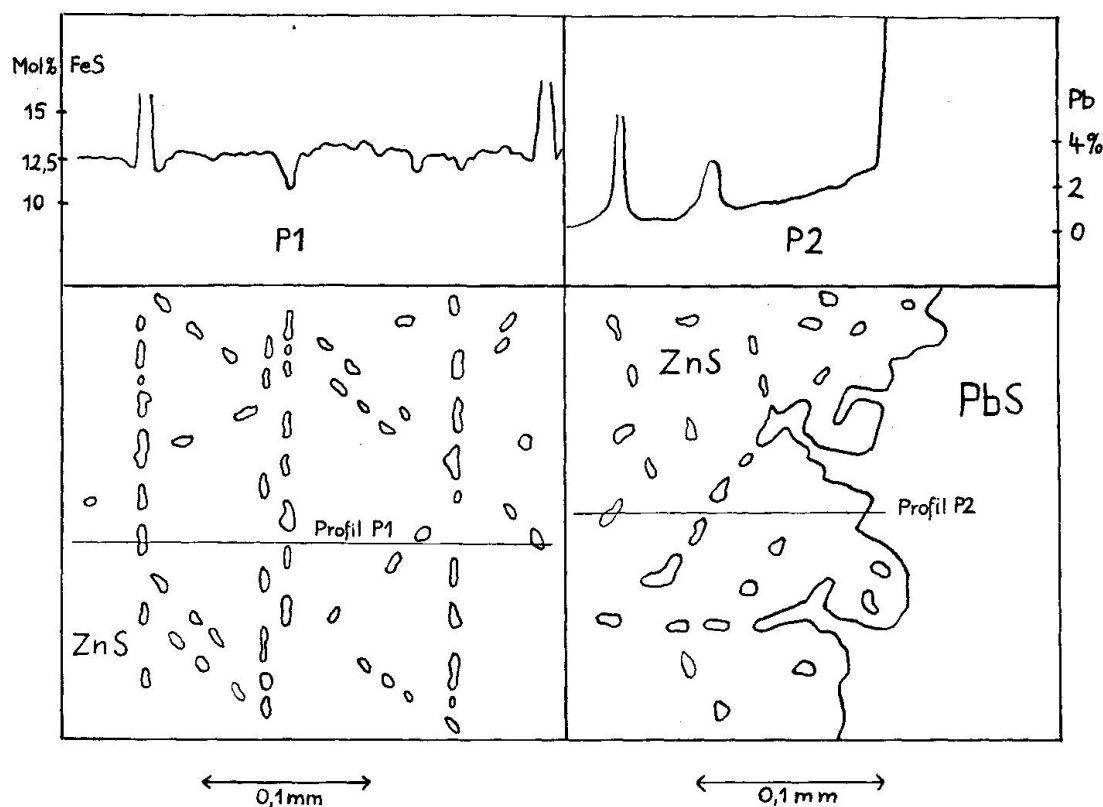 Mol% FeS
15
12,5
10
P1
Pb
4%
2
0
P2
ZnS
Profil P1
ZnS
PbS
Profil P2
0,1mm
0,1mm